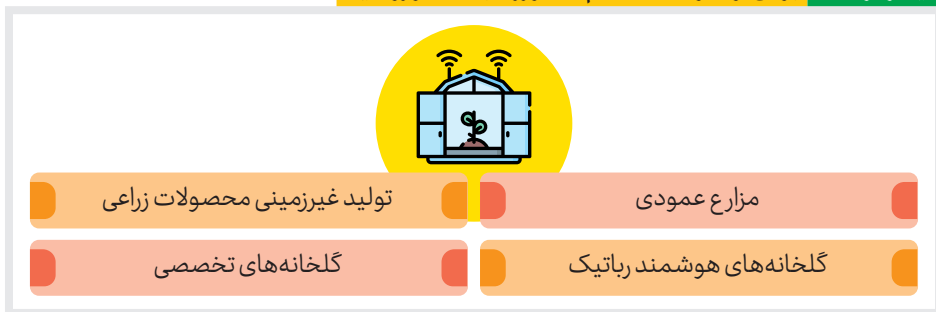 مزارع عمودی
تولید غیرزمینی محصولات زراعی
گلخانه‌های هوشمند رباتیک
گلخانه‌های تخصصی